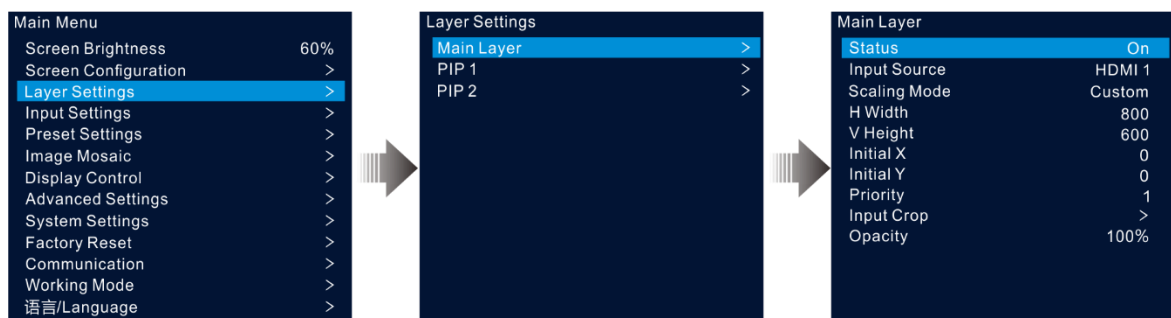 Main Menu
Screen Brightness 60%
Screen Configuration >
Layer Settings >
Input Settings >
Preset Settings >
Image Mosaic >
Display Control >
Advanced Settings >
System Settings >
Factory Reset >
Communication >
Working Mode >
语言/Language >
Layer Settings
Main Layer >
PIP 1 >
PIP 2 >
Main Layer
Status On
Input Source HDMI 1
Scaling Mode Custom
H Width 800
V Height 600
Initial X 0
Initial Y 0
Priority 1
Input Crop >
Opacity 100%